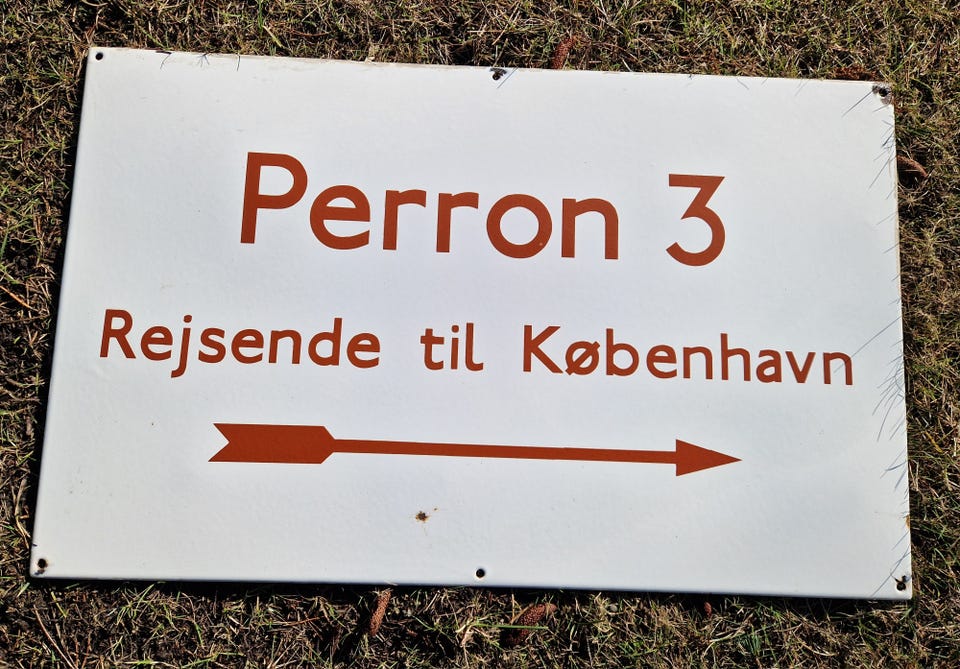 Perron 3
Rejsende til København